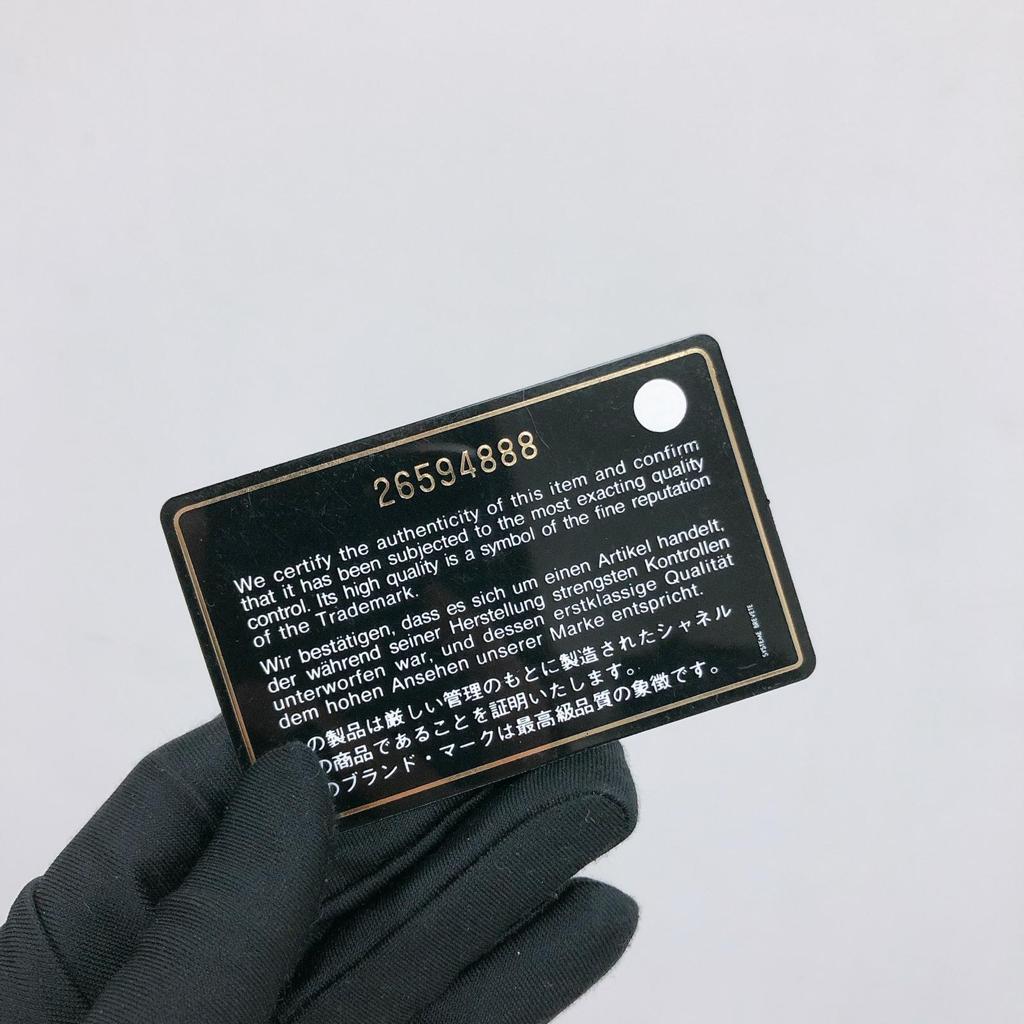 26594888
We certify the authenticity of this item and confirm
that it has been subjected to the most exacting quality
control. Its high quality is a symbol of the fine reputation
of the Trademark.
Wir bestätigen, dass es sich um einen Artikel handelt,
der während seiner Herstellung strengsten Kontrollen
unterworfen war, und dessen erstklassige Qualität
dem hohen Ansehen unserer Marke entspricht.
の製品は厳しい管理のもとに製造されたシャネル
の商品であることを証明いたします。
のブランド・マークは最高級品質の象徴です。